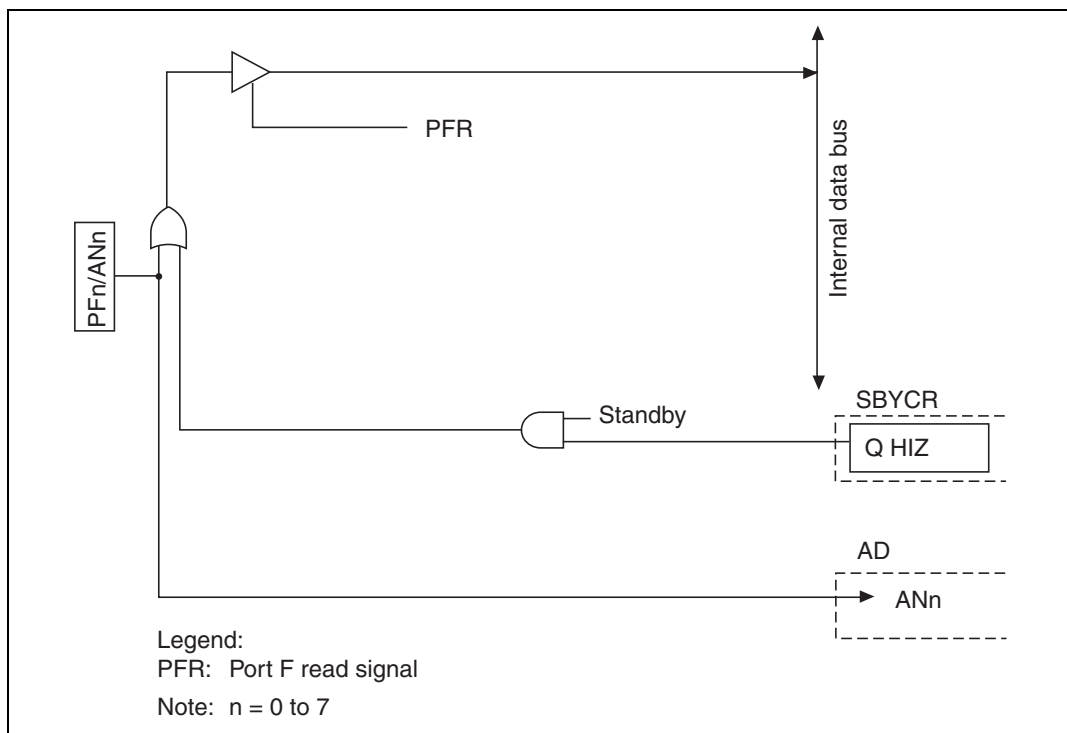 PFR
Internal data bus
PFn/ANn
Standby
SBYCR
Q HIZ
AD
ANn
Legend:
PFR: Port F read signal
Note: n = 0 to 7